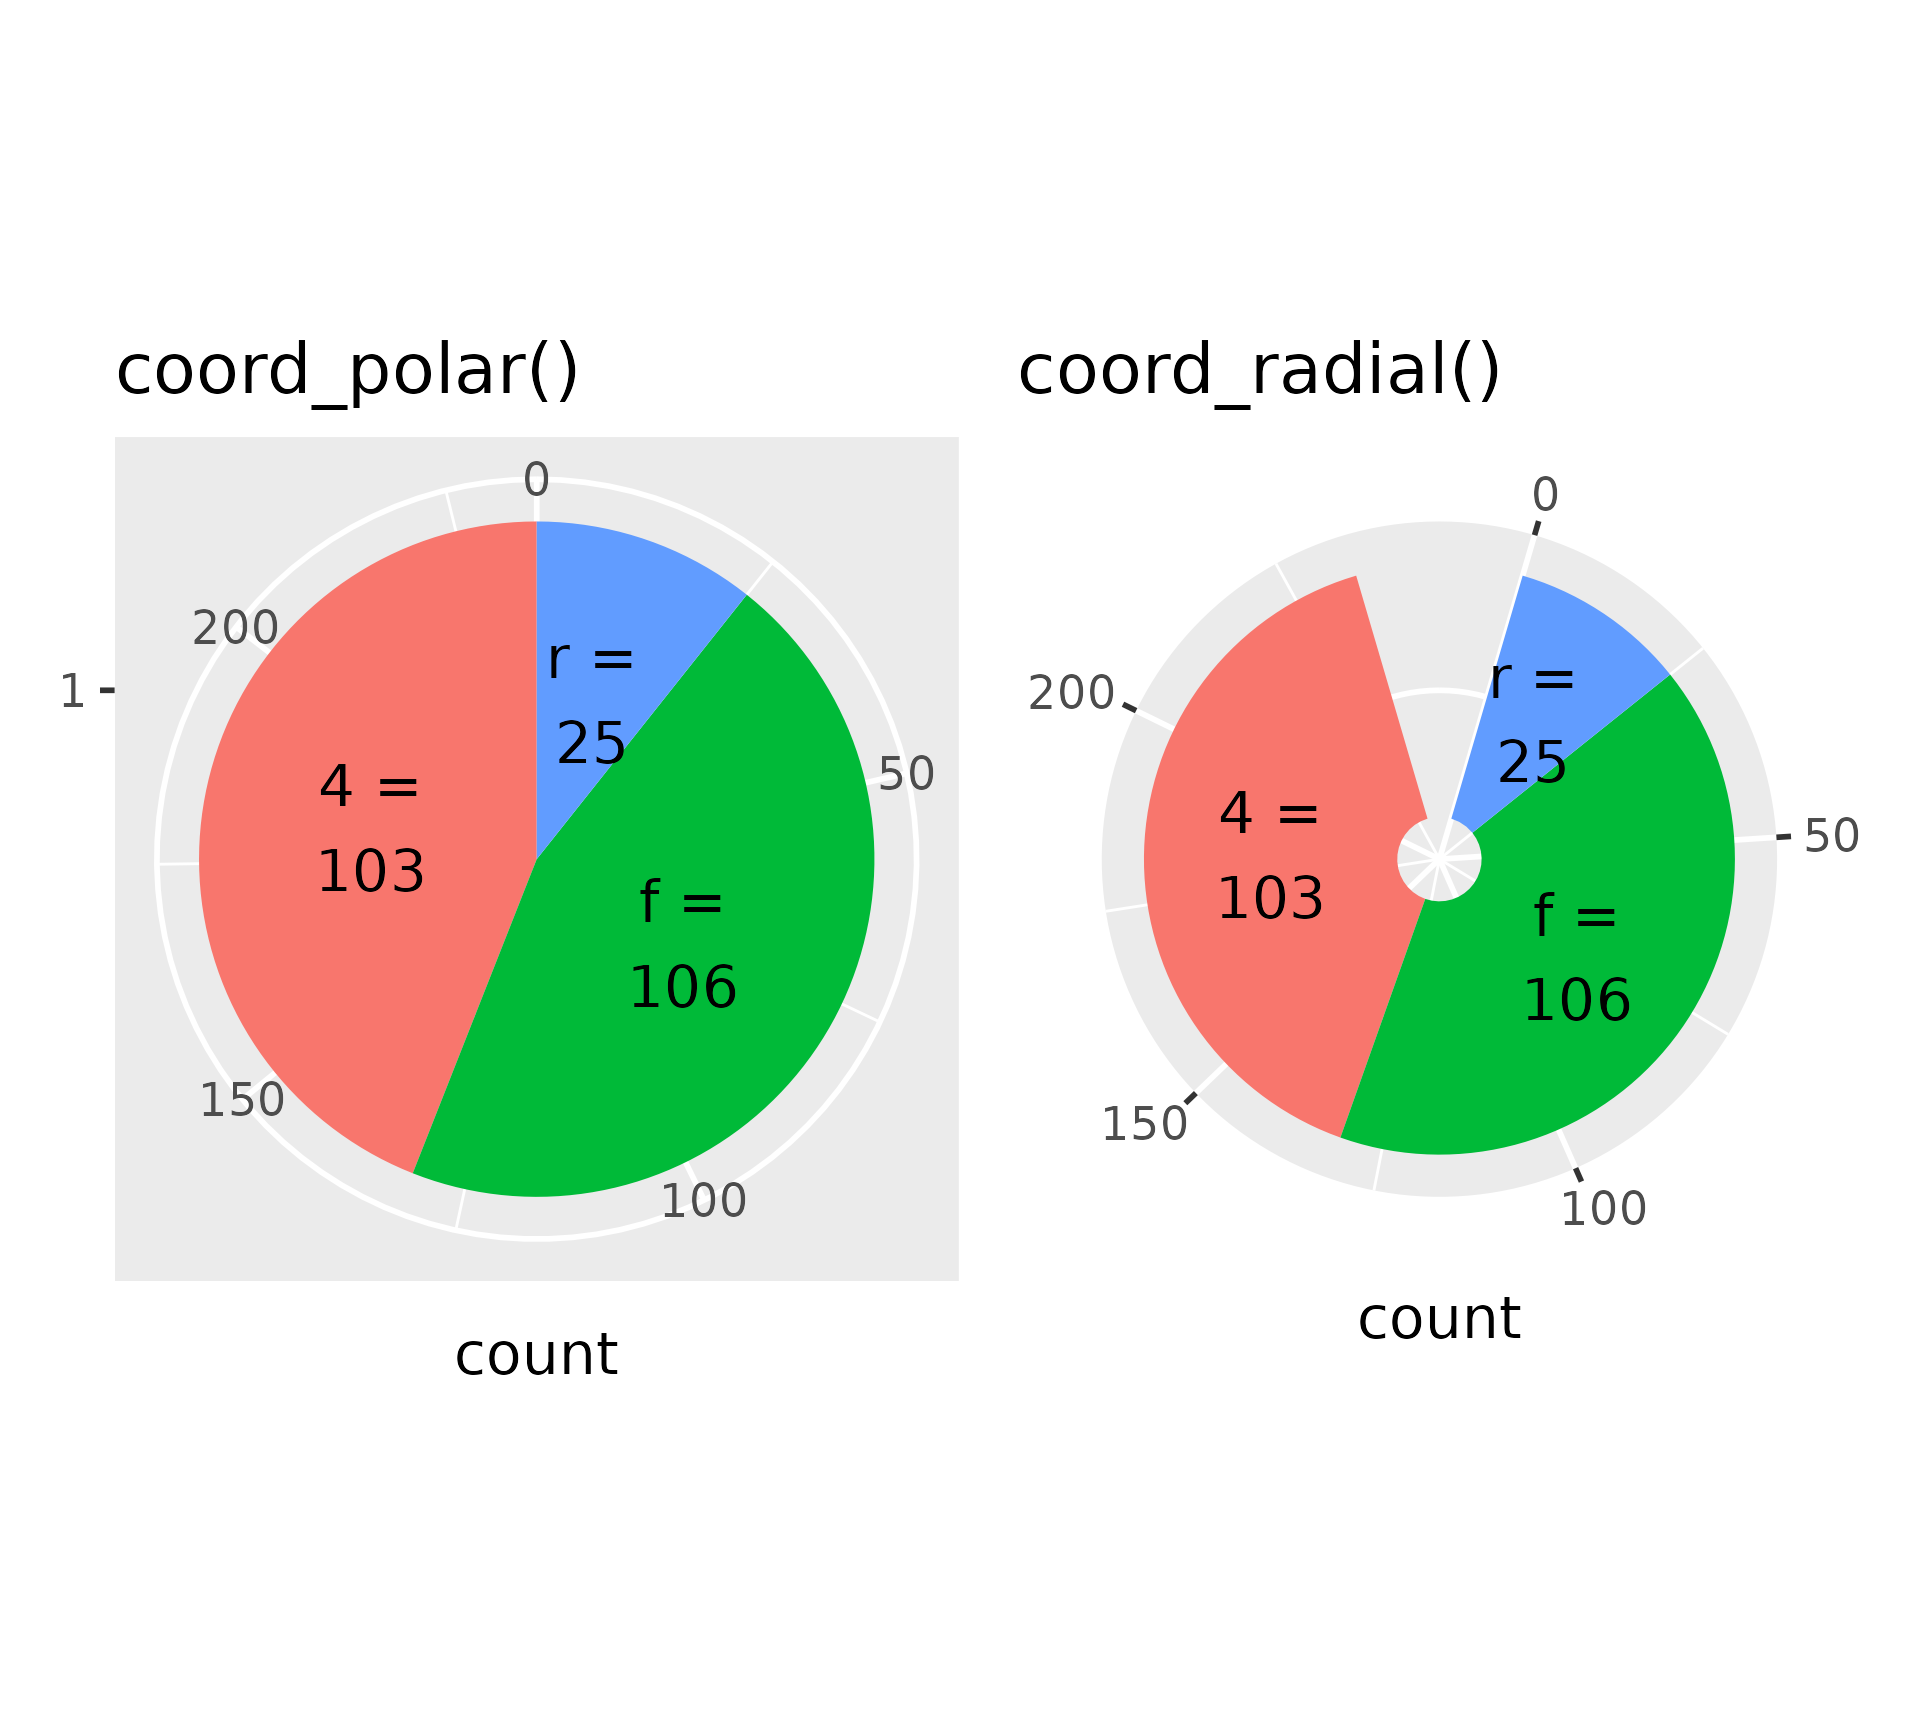 coord_polar()
0
200
r =
25
1
50
4 =
103
f =
106
150
100
count
coord_radial()
0
r =
25
200
50
4 =
103
f =
106
150
100
count